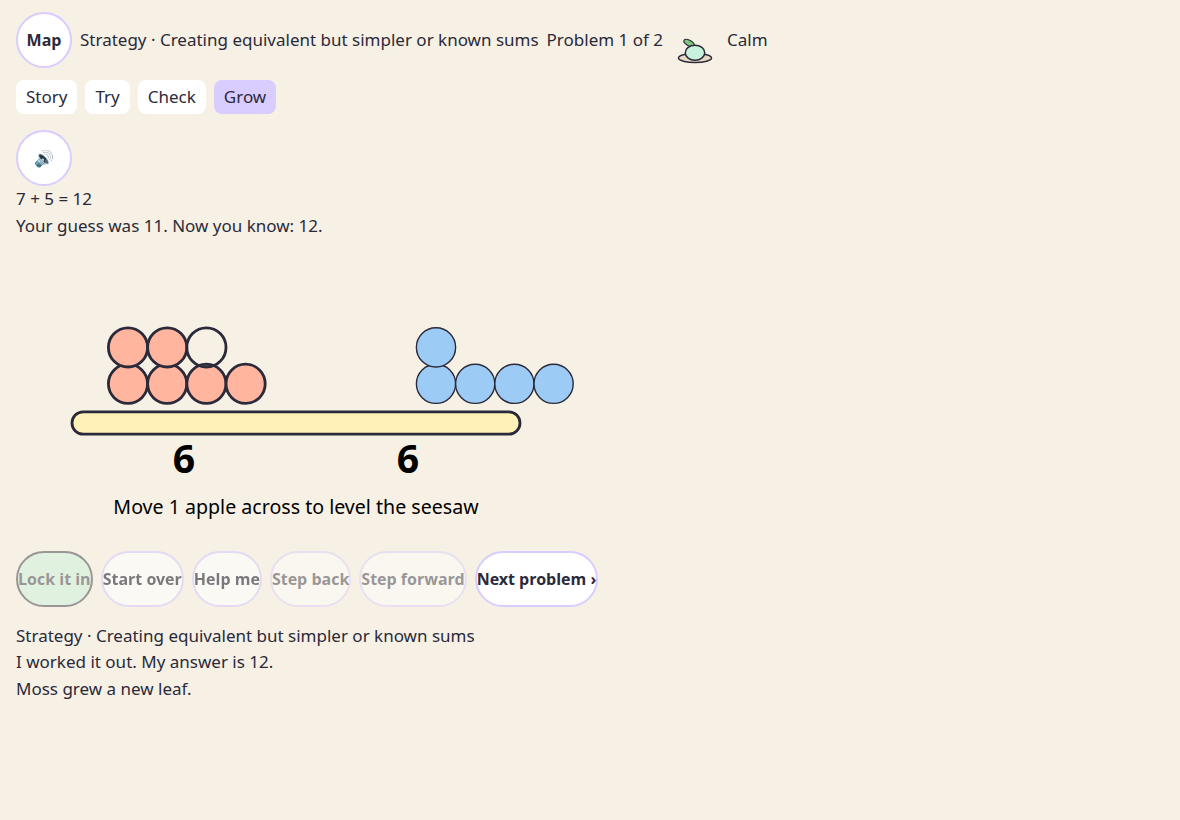 Map Strategy · Creating equivalent but simpler or known sums Problem 1 of 2 Calm
Story Try Check Grow
7 + 5 = 12
Your guess was 11. Now you know: 12.
6 6
Move 1 apple across to level the seesaw
Lock it in Start over Help me Step back Step forward Next problem ›
Strategy · Creating equivalent but simpler or known sums
I worked it out. My answer is 12.
Moss grew a new leaf.